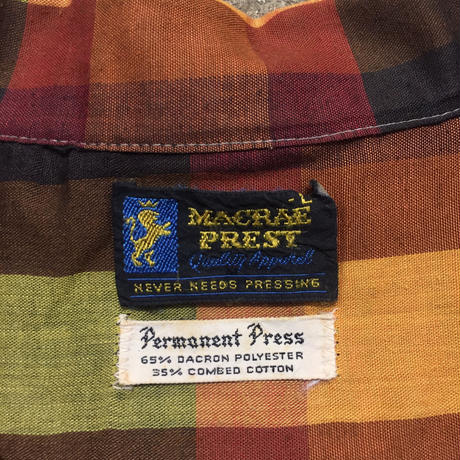 MACRAE
PREST
Quality Apparel
NEVER NEEDS PRESSING
Permanent Press
65% DACRON POLYESTER
35% COMBED COTTON